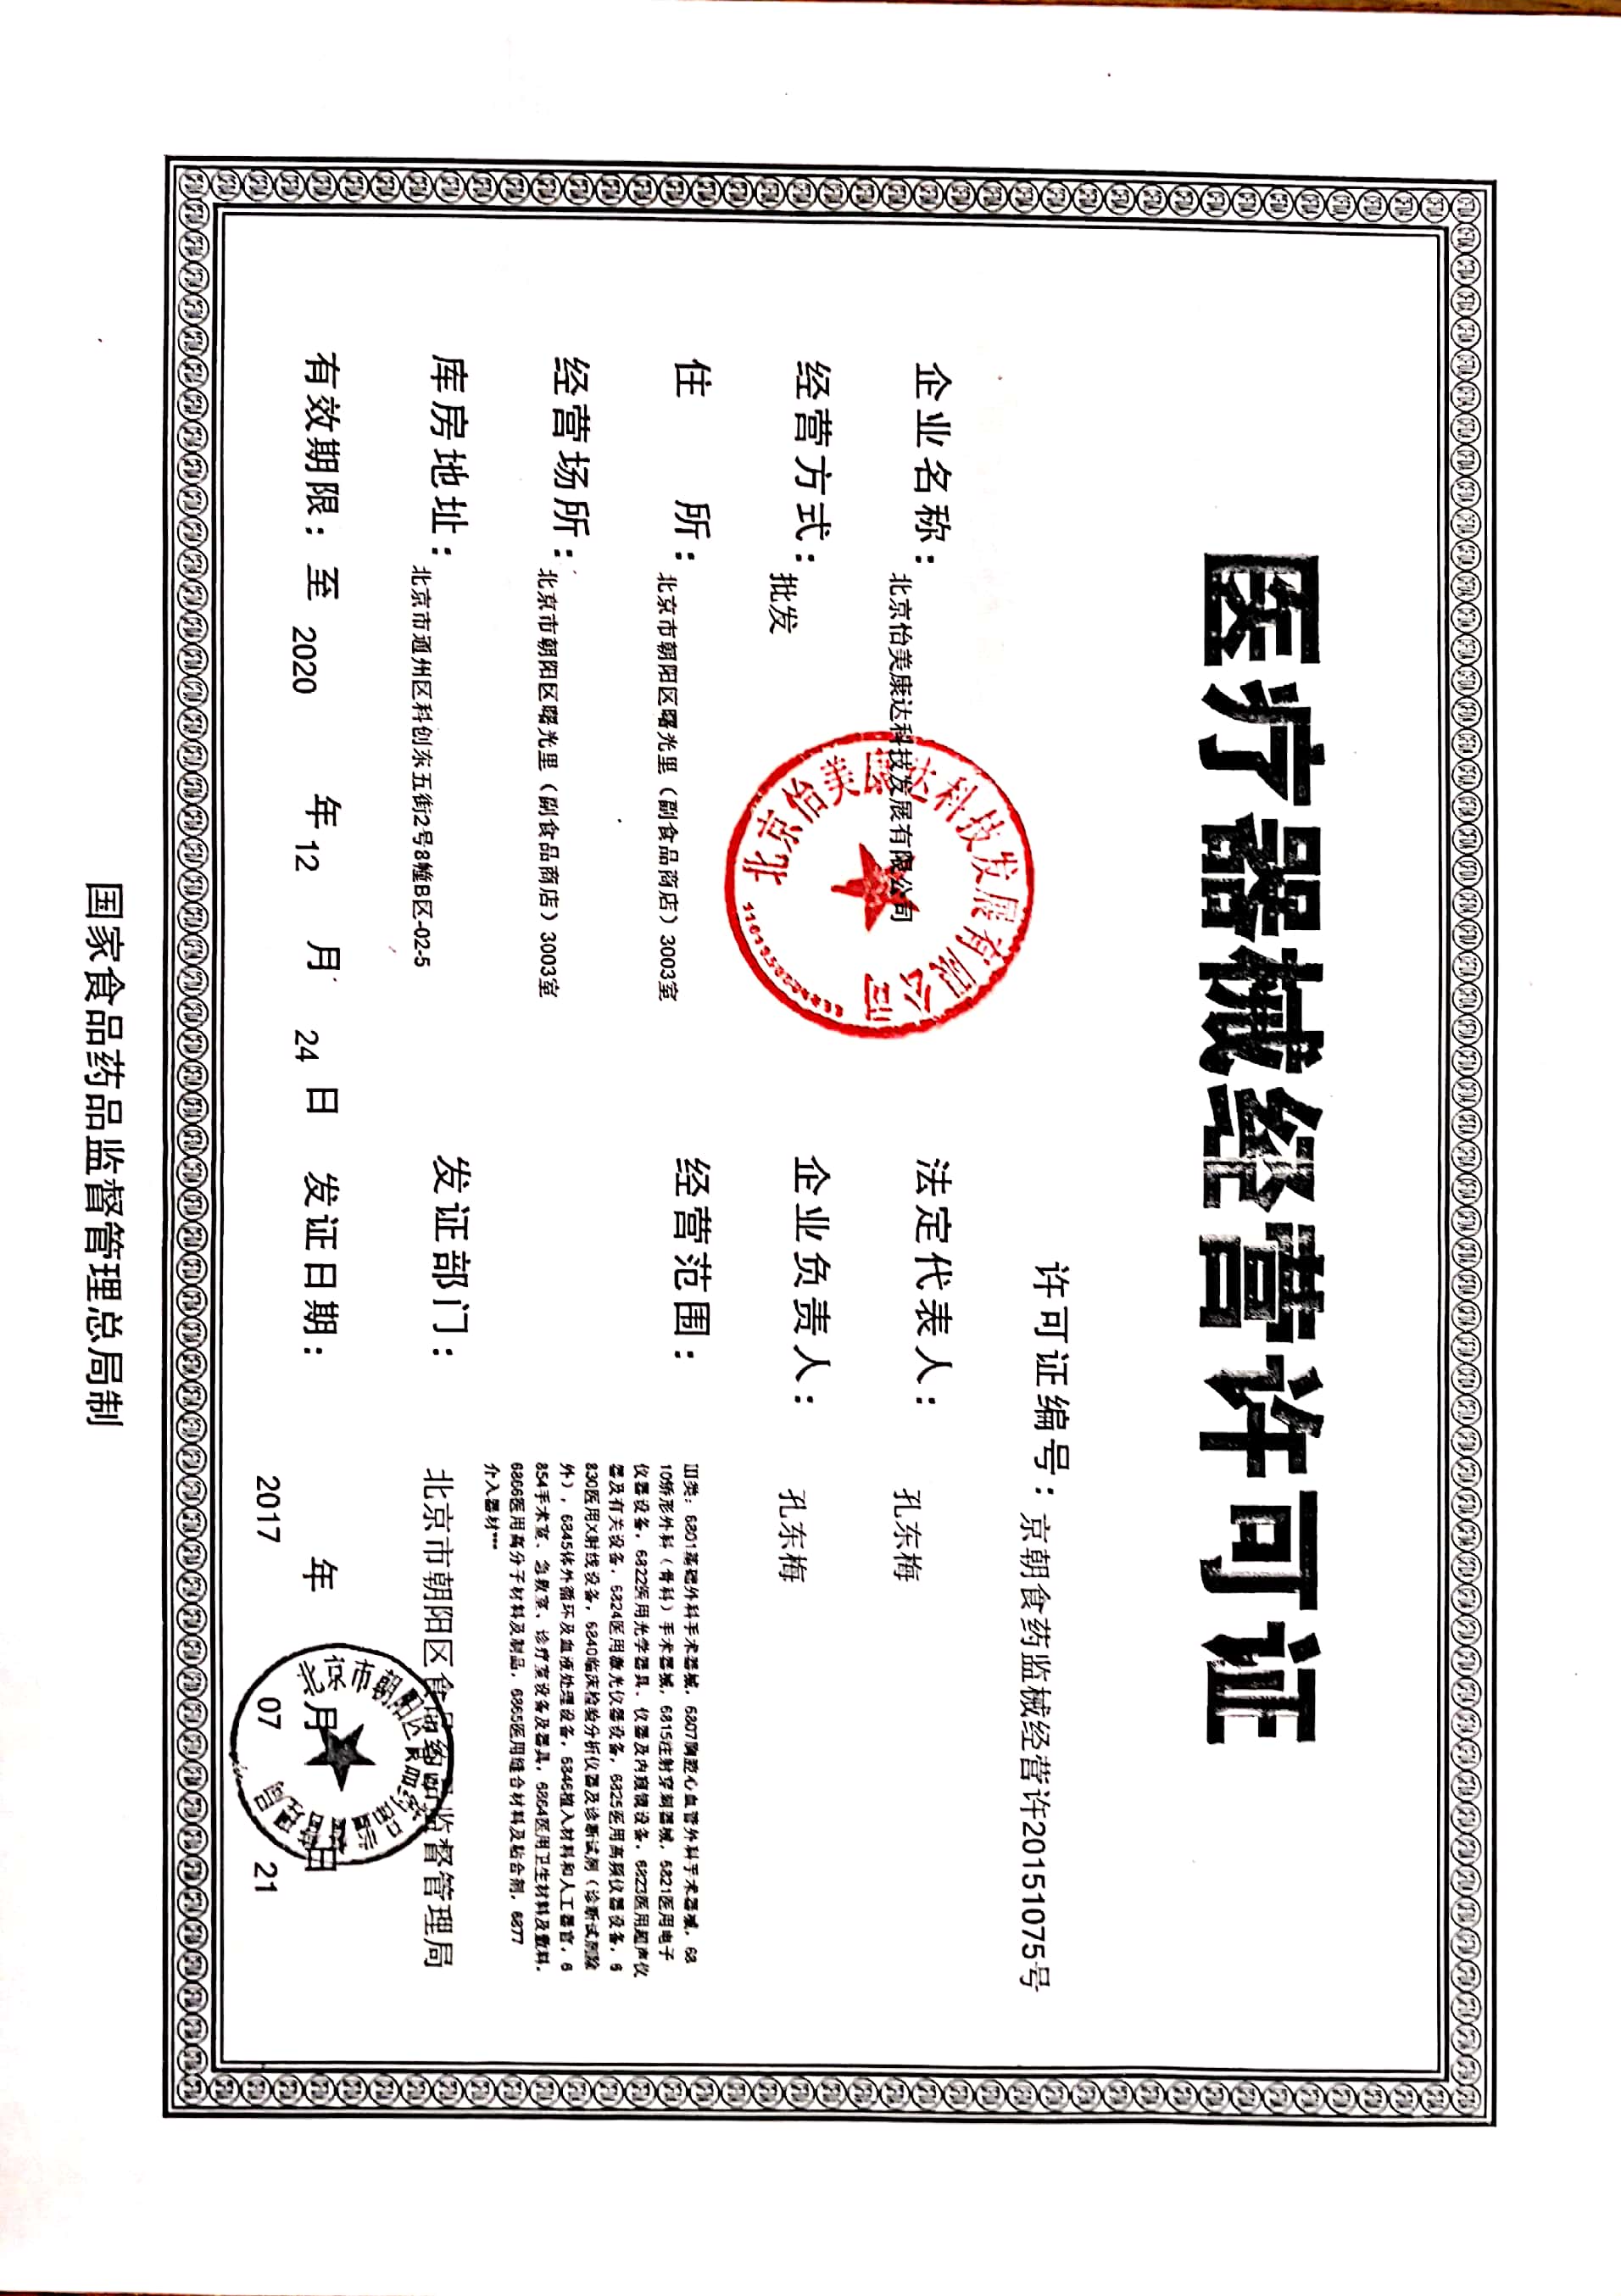 医疗器械经营许可证
许可证编号：京朝食药监械经营许20151075号
企业名称：北京怡美康达科技发展有限公司
法定代表人：孔东梅
经营方式：批发
企业负责人：孔东梅
住 所：北京市朝阳区曙光里（副食品商店）3003室
经营场所：北京市朝阳区曙光里（副食品商店）3003室
库房地址：北京市通州区科创东五街2号8幢B区-02-5
经营范围：
III类：6801基础外科手术器械，6807胸腔心血管外科手术器械，68
10矫形外科（骨科）手术器械，6815注射穿刺器械，6821医用电子
仪器设备，6822医用光学器具、仪器及内窥镜设备，6823医用超声仪
器及有关设备，6824医用激光仪器设备，6825医用高频仪器设备，6
830医用X射线设备，6840临床检验分析仪器及诊断试剂（诊断试剂除
外），6845体外循环及血液处理设备，6846植入材料和人工器官，6
854手术室、急救室、诊疗室设备及器具，6864医用卫生材料及敷料，
6866医用高分子材料及制品，6865医用缝合材料及粘合剂，6877
介入器材***
发证部门：北京市朝阳区食品药品监督管理局
有效期限：至 2020 年 12 月 24 日
发证日期：2017 年 07 月 21 日
国家食品药品监督管理总局制
北京怡美康达科技发展有限公司
北京市朝阳区食品药品监督管理局